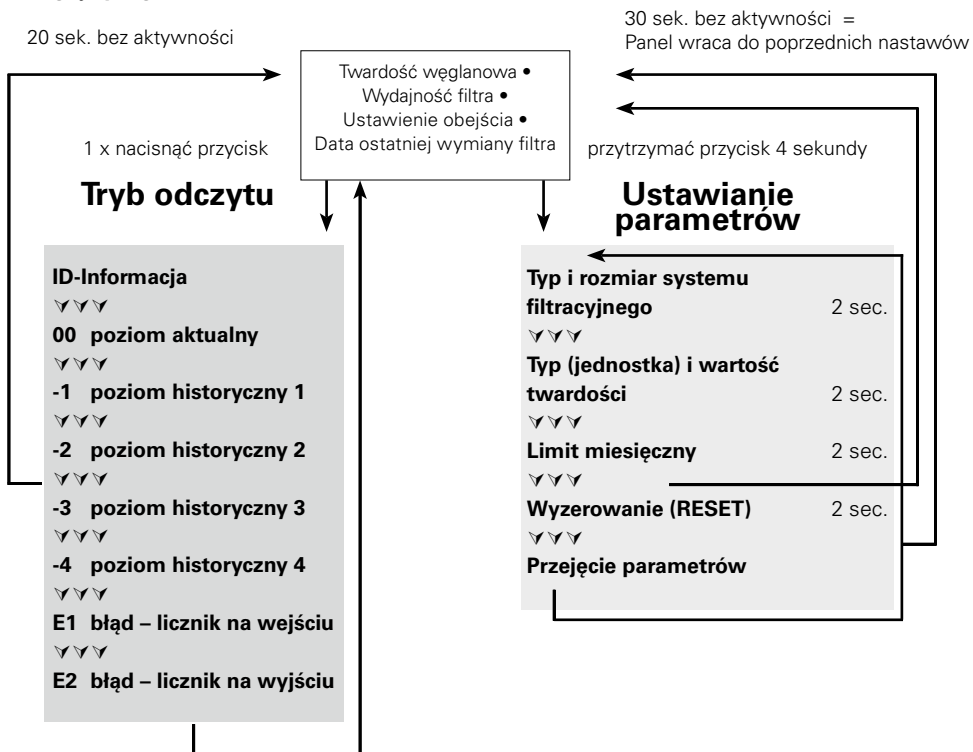 20 sek. bez aktywności
30 sek. bez aktywności =
Panel wraca do poprzednich nastawów
Twardość węglanowa •
Wydajność filtra •
Ustawienie obejścia •
Data ostatniej wymiany filtra
1 x nacisnąć przycisk
przytrzymać przycisk 4 sekundy
Tryb odczytu
Ustawianie
parametrów
ID-Informacja
00 poziom aktualny
-1 poziom historyczny 1
-2 poziom historyczny 2
-3 poziom historyczny 3
-4 poziom historyczny 4
E1 błąd – licznik na wejściu
E2 błąd – licznik na wyjściu
Typ i rozmiar systemu
filtracyjnego 2 sec.
Typ (jednostka) i wartość
twardości 2 sec.
Limit miesięczny 2 sec.
Wyzerowanie (RESET) 2 sec.
Przejęcie parametrów